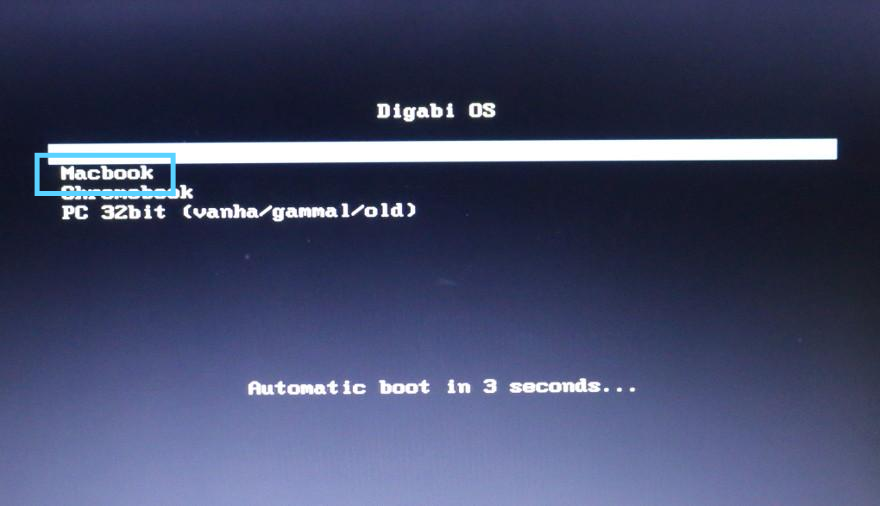 Digabi OS
Macbook
Chromebook
PC 32bit (vanha/gammal/old)
Automatic boot in 3 seconds...